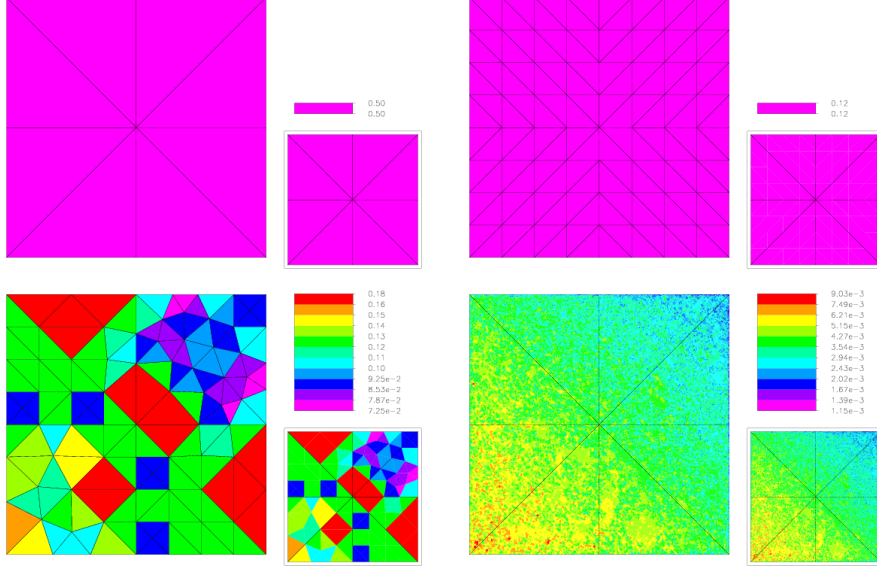 0.50
0.50
0.12
0.12
0.18
0.16
0.15
0.14
0.13
0.12
0.11
0.10
9.25e-2
8.53e-2
7.87e-2
7.25e-2
9.03e-3
7.49e-3
6.21e-3
5.15e-3
4.27e-3
3.54e-3
2.94e-3
2.43e-3
2.02e-3
1.67e-3
1.39e-3
1.15e-3